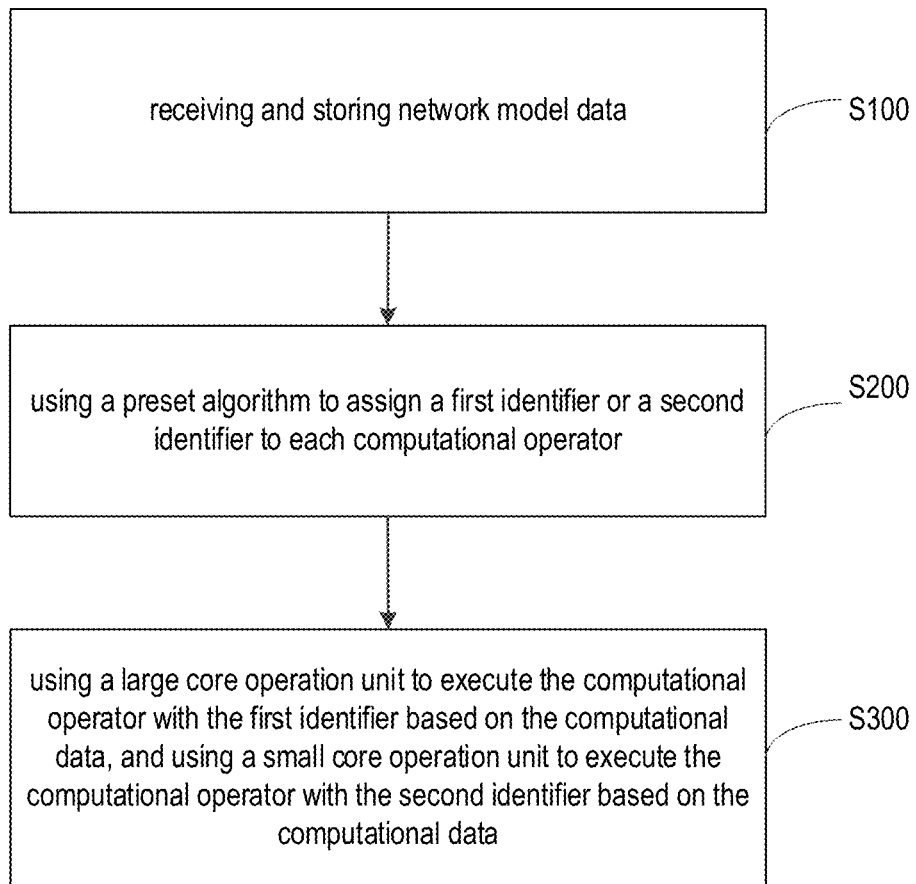 receiving and storing network model data
S100
using a preset algorithm to assign a first identifier or a second
identifier to each computational operator
S200
using a large core operation unit to execute the computational
operator with the first identifier based on the computational
data, and using a small core operation unit to execute the
computational operator with the second identifier based on the
computational data
S300